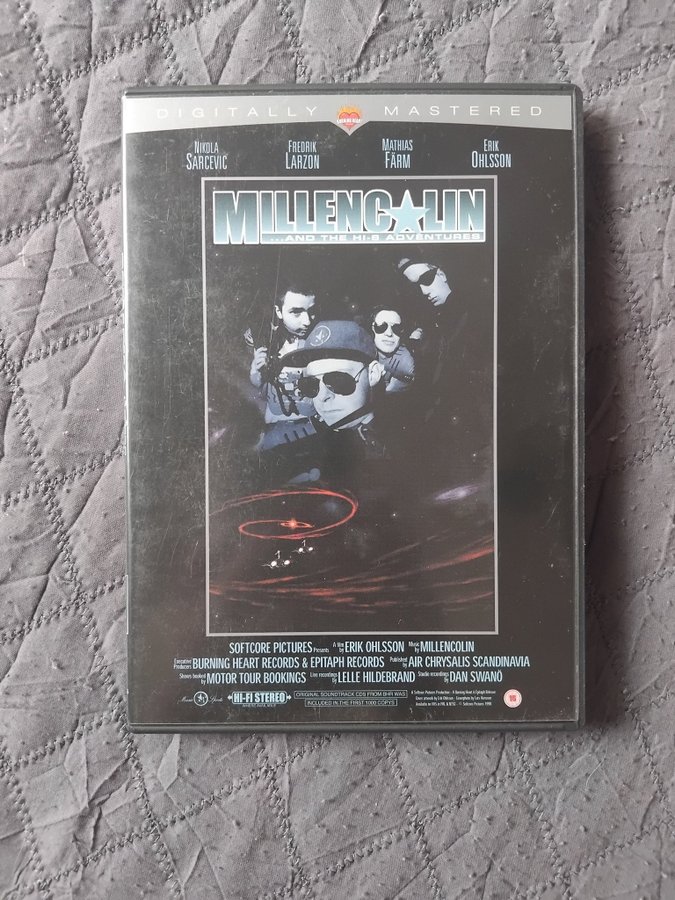 DIGITALLY MASTERED
BURNING HEART
NIKOLA SARCEVIC
FREDRIK LARZON
MATHIAS FÄRM
ERIK OHLSSON
MILLENCOLIN
...AND THE HI-8 ADVENTURES
SOFTCORE PICTURES Presents A film by ERIK OHLSSON Music by MILLENCOLIN
Executive Producers BURNING HEART RECORDS & EPITAPH RECORDS Published by AIR CHRYSALIS SCANDINAVIA
Shows booked by MOTOR TOUR BOOKINGS Live recordings by LELLE HILDEBRAND Studio recordings by DAN SWANÖ
HI-FI STEREO
ORIGINAL SOUNDTRACK CDS FROM BHR WAS
INCLUDED IN THE FIRST 1000 COPYS
15